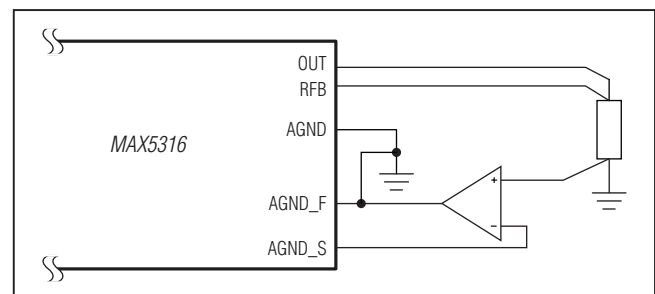 OUT
RFB
AGND
MAX5316
AGND_F
AGND_S
+
-